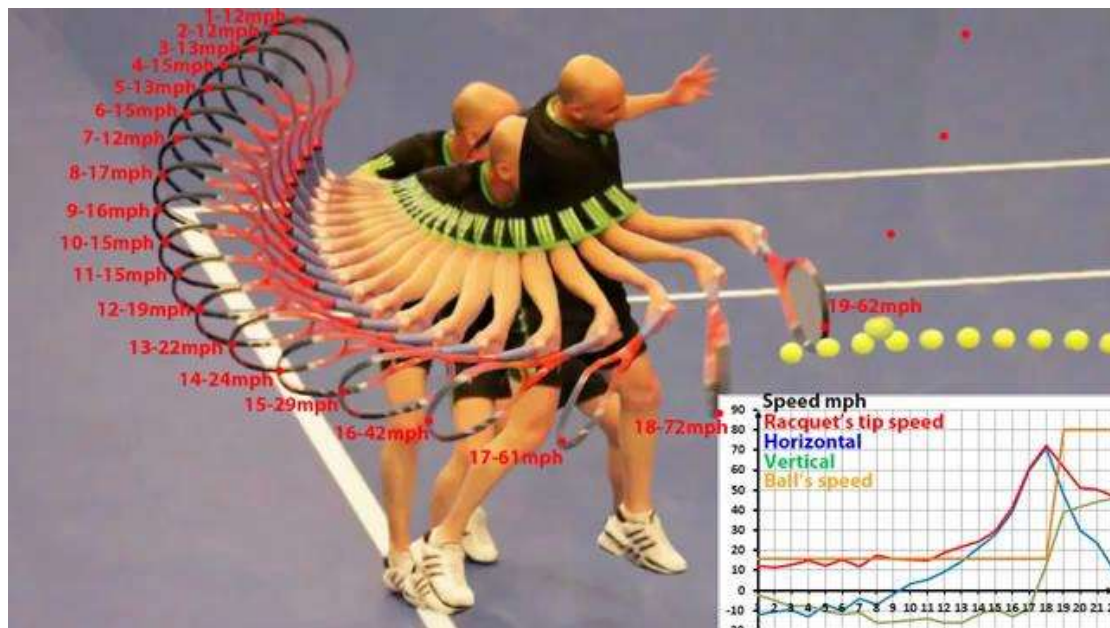 1-12mph
2-12mph
3-13mph
4-15mph
5-13mph
6-15mph
7-12mph
8-17mph
9-16mph
10-15mph
11-15mph
12-19mph
13-22mph
14-24mph
15-29mph
16-42mph
17-61mph
18-72mph
19-62mph
Speed mph
Racquet's tip speed
Horizontal
Vertical
Ball's speed
90
80
70
60
50
40
30
20
10
0
-10
2 3 4 5 6 7 8 9 10 11 12 13 14 15 16 17 18 19 20 21